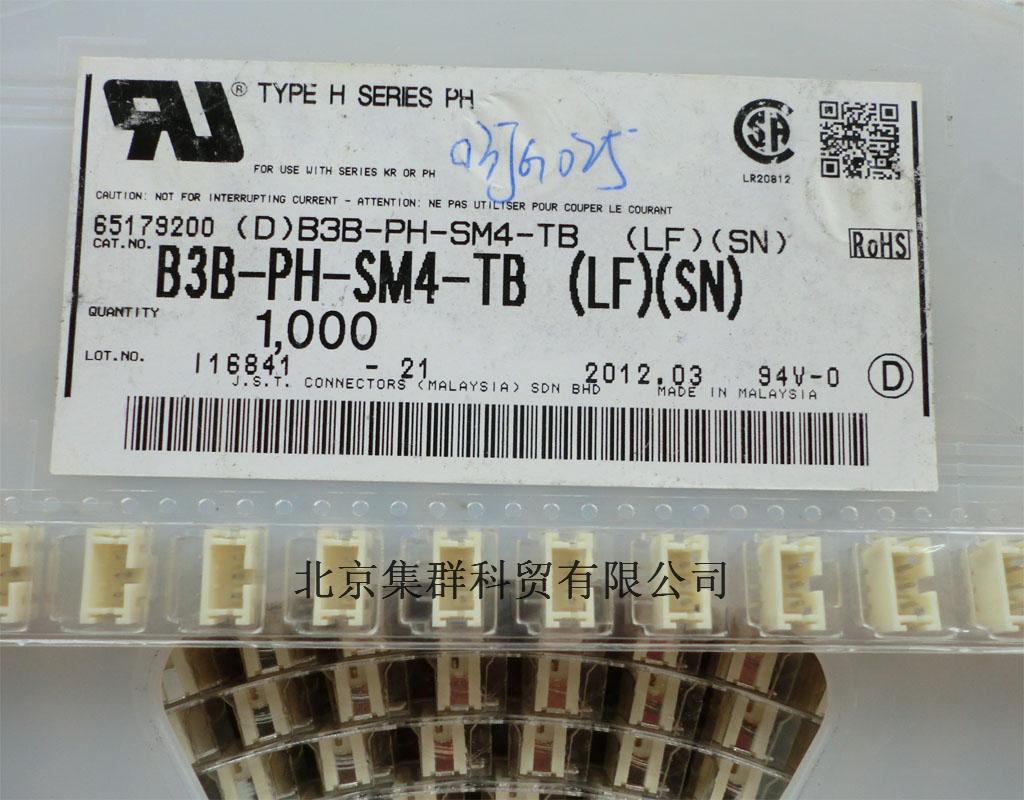 ® TYPE H SERIES PH
FOR USE WITH SERIES KR OR PH
LR20812
CAUTION: NOT FOR INTERRUPTING CURRENT - ATTENTION: NE PAS UTILISER POUR COUPER LE COURANT
65179200 (D)B3B-PH-SM4-TB (LF)(SN)
RoHS
CAT.NO.
B3B-PH-SM4-TB (LF)(SN)
QUANTITY
1,000
LOT.NO. I16841 - 21 2012.03 94V-0 D
J.S.T. CONNECTORS (MALAYSIA) SDN BHD MADE IN MALAYSIA
北京集群科贸有限公司